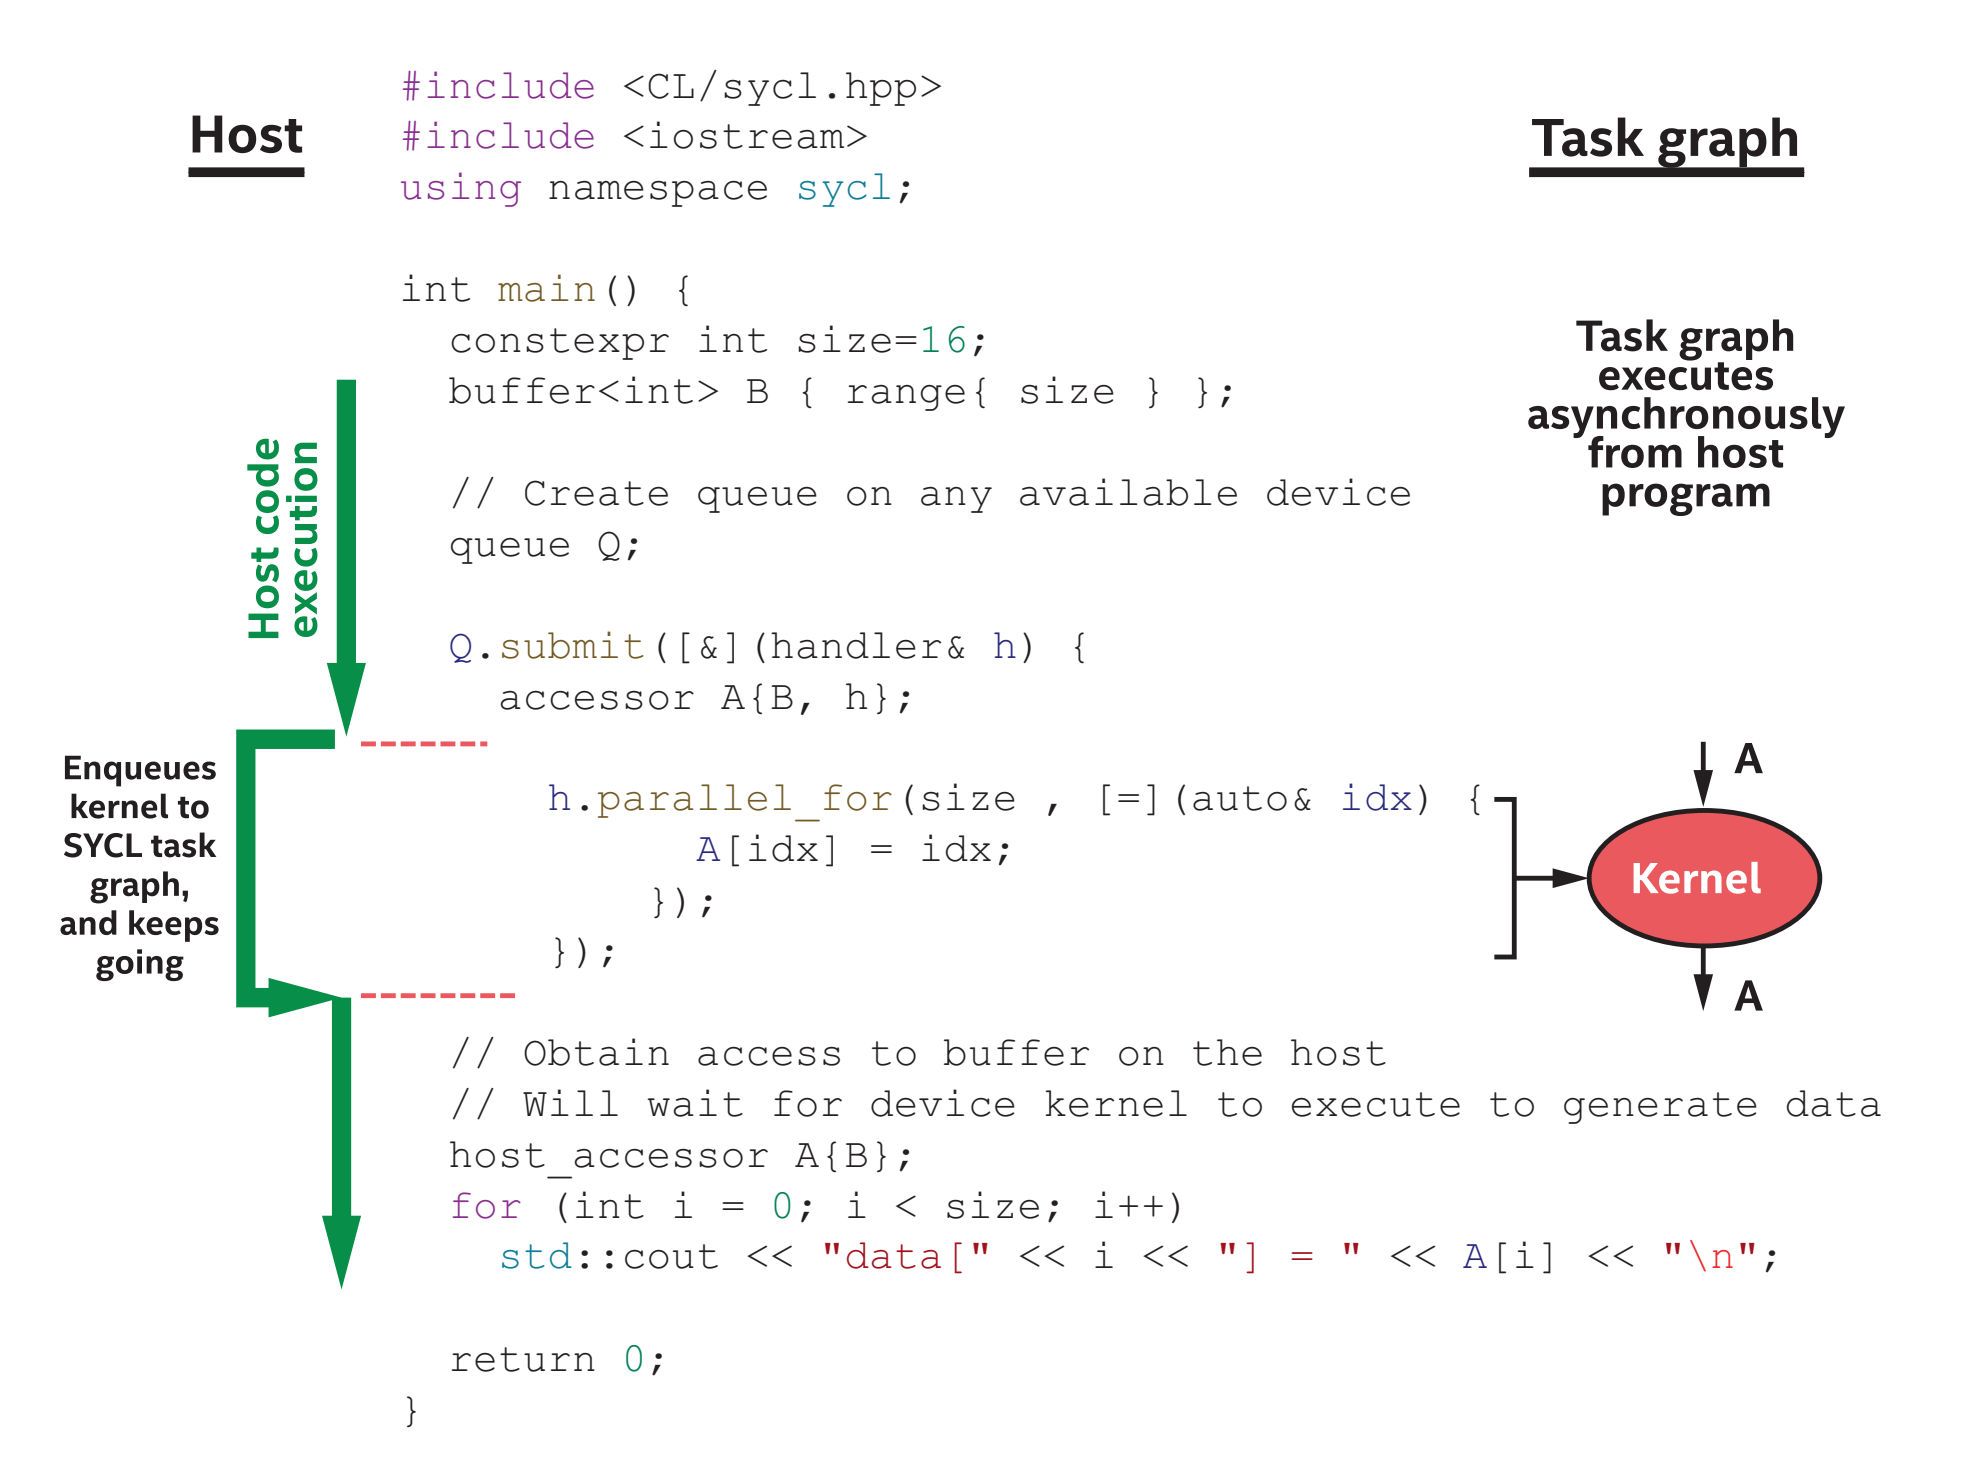 Host
Task graph
#include <CL/sycl.hpp>
#include <iostream>
using namespace sycl;
int main() {
  constexpr int size=16;
  buffer<int> B { range{ size } };
  // Create queue on any available device
  queue Q;
  Q.submit([&](handler& h) {
    accessor A{B, h};
      h.parallel_for(size , [=](auto& idx) {
            A[idx] = idx;
          });
      });
  // Obtain access to buffer on the host
  // Will wait for device kernel to execute to generate data
  host_accessor A{B};
  for (int i = 0; i < size; i++)
    std::cout << "data[" << i << "] = " << A[i] << "\n";
  return 0;
}
Host code
execution
Enqueues
kernel to
SYCL task
graph,
and keeps
going
Task graph
executes
asynchronously
from host
program
A
Kernel
A